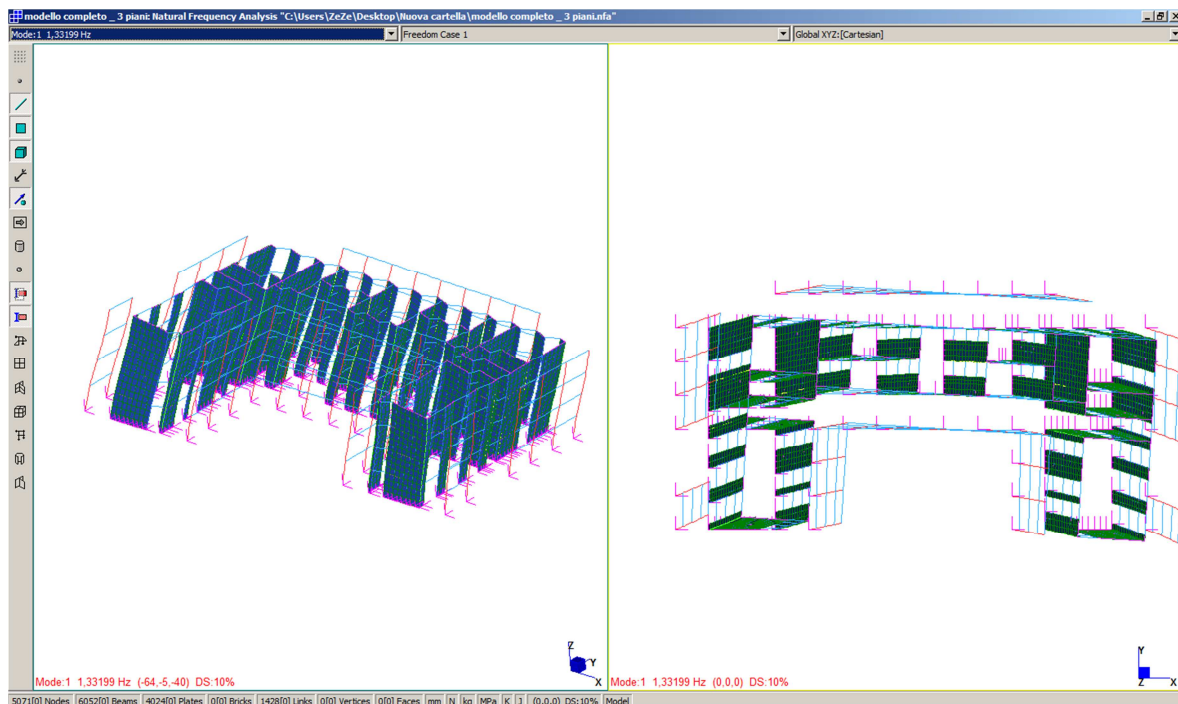 modello completo _ 3 piani: Natural Frequency Analysis "C:\Users\ZeZe\Desktop\Nuova cartella\modello completo _ 3 piani.nfa"
Mode:1 1,33199 Hz
Freedom Case 1
Global XYZ:[Cartesian]
Z
Y
X
Mode:1 1,33199 Hz (-64,-5,-40) DS:10%
Y
Z
X
Mode:1 1,33199 Hz (0,0,0) DS:10%
5071[0] Nodes 6052[0] Beams 4024[0] Plates 0[0] Bricks 1428[0] Links 0[0] Vertices 0[0] Faces mm N kg MPa K J (0,0,0) DS:10% Model